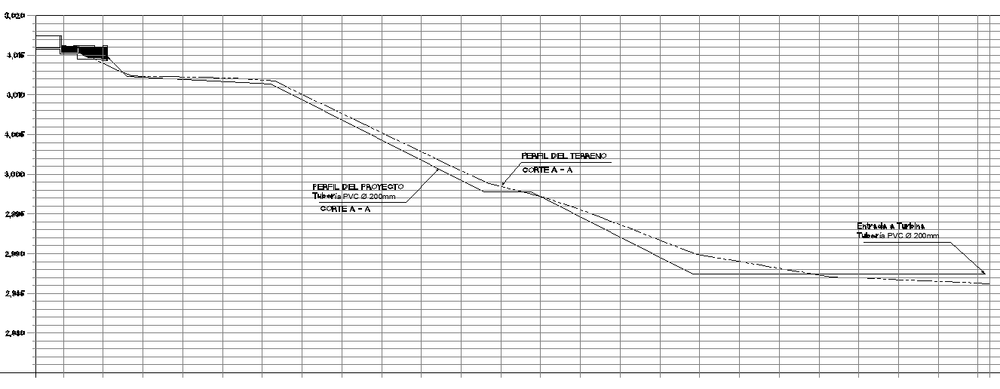 3,020
3,015
3,010
3,005
3,000
PERFIL DEL TERRENO
CORTE A - A
PERFIL DEL PROYECTO
Tubería PVC Ø 200mm
CORTE A - A
2,995
Entrada a Turbina
Tubería PVC Ø 200mm
2,990
2,985
2,980